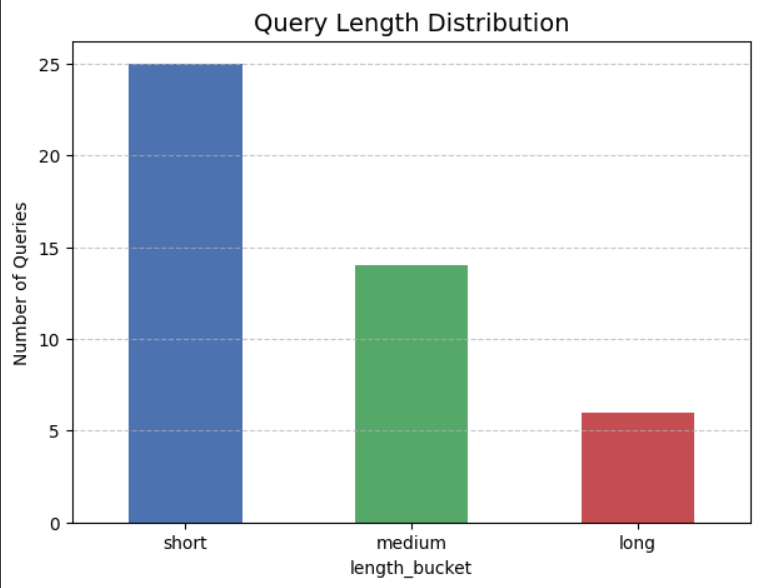 Query Length Distribution
25
20
15
10
5
0
Number of Queries
short medium long
length_bucket